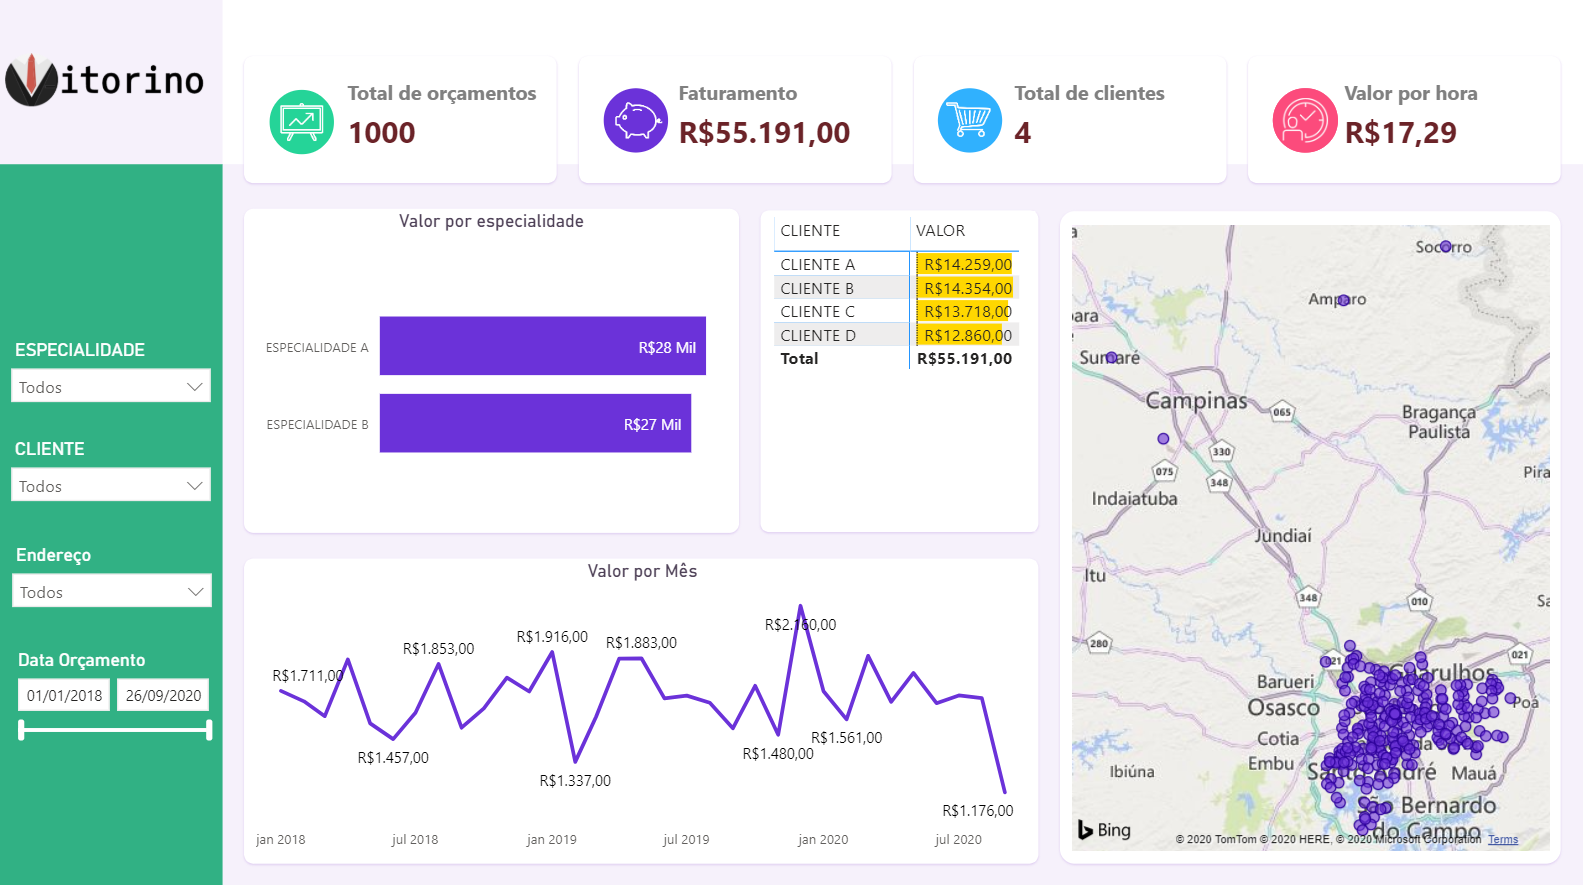 Vitorino
Total de orçamentos
1000
Faturamento
R$55.191,00
Total de clientes
4
Valor por hora
R$17,29
ESPECIALIDADE
Todos
CLIENTE
Todos
Endereço
Todos
Data Orçamento
01/01/2018 26/09/2020
Valor por especialidade
ESPECIALIDADE A R$28 Mil
ESPECIALIDADE B R$27 Mil
CLIENTE VALOR
CLIENTE A R$14.259,00
CLIENTE B R$14.354,00
CLIENTE C R$13.718,00
CLIENTE D R$12.860,00
Total R$55.191,00
Valor por Mês
R$1.711,00
R$1.457,00
R$1.853,00
R$1.916,00
R$1.337,00
R$1.883,00
R$1.480,00
R$2.160,00
R$1.561,00
R$1.176,00
jan 2018 jul 2018 jan 2019 jul 2019 jan 2020 jul 2020
Socorro
Amparo
Sumaré
Campinas
065
Bragança
Paulista
330
075
348
Indaiatuba
Jundiaí
Itu
348
010
280
021
021
Guarulhos
Barueri
Osasco
Cotia
Embu
Ibiúna
Santo André
Mauá
São Bernardo
do Campo
Bing
© 2020 TomTom © 2020 HERE, © 2020 Microsoft Corporation Terms